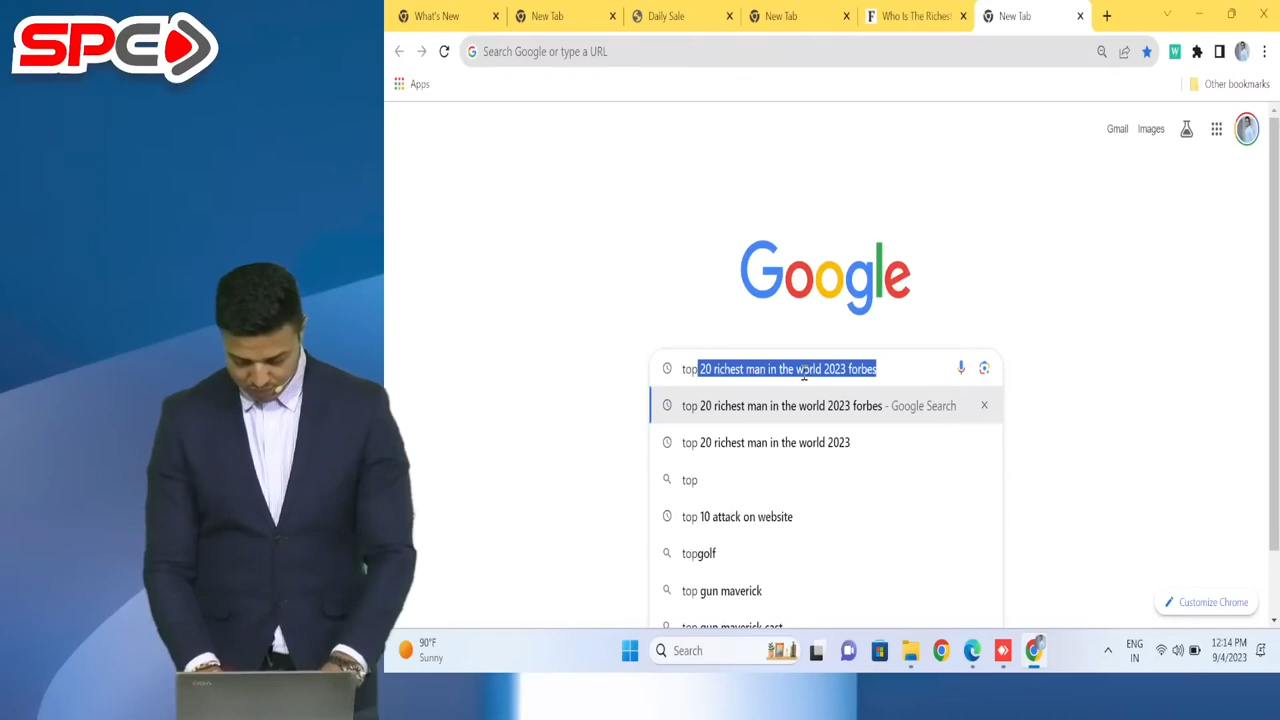 SPE
What's New
New Tab
Daily Sale
New Tab
Who Is The Riches
New Tab
Search Google or type a URL
Apps
Other bookmarks
Gmail
Images
Google
top 20 richest man in the world 2023 forbes
top 20 richest man in the world 2023 forbes - Google Search
top 20 richest man in the world 2023
top
top 10 attack on website
topgolf
top gun maverick
top gun maverick cast
Customize Chrome
90°F
Sunny
Search
ENG
IN
12:14 PM
9/4/2023